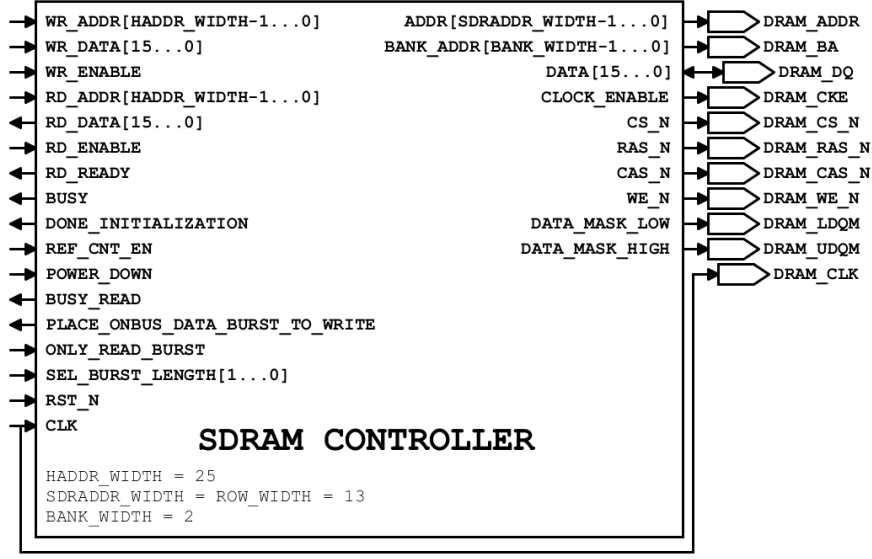 WR_ADDR[HADDR_WIDTH-1...0] ADDR[SDRADDR_WIDTH-1...0] DRAM_ADDR
WR_DATA[15...0] BANK_ADDR[BANK_WIDTH-1...0] DRAM_BA
WR_ENABLE DATA[15...0] DRAM_DQ
RD_ADDR[HADDR_WIDTH-1...0] CLOCK_ENABLE DRAM_CKE
RD_DATA[15...0] CS_N DRAM_CS_N
RD_ENABLE RAS_N DRAM_RAS_N
RD_READY CAS_N DRAM_CAS_N
BUSY WE_N DRAM_WE_N
DONE_INITIALIZATION DATA_MASK_LOW DRAM_LDQM
REF_CNT_EN DATA_MASK_HIGH DRAM_UDQM
POWER_DOWN DRAM_CLK
BUSY_READ
PLACE_ONBUS_DATA_BURST_TO_WRITE
ONLY_READ_BURST
SEL_BURST_LENGTH[1...0]
RST_N
CLK
SDRAM CONTROLLER
HADDR_WIDTH = 25
SDRADDR_WIDTH = ROW_WIDTH = 13
BANK_WIDTH = 2